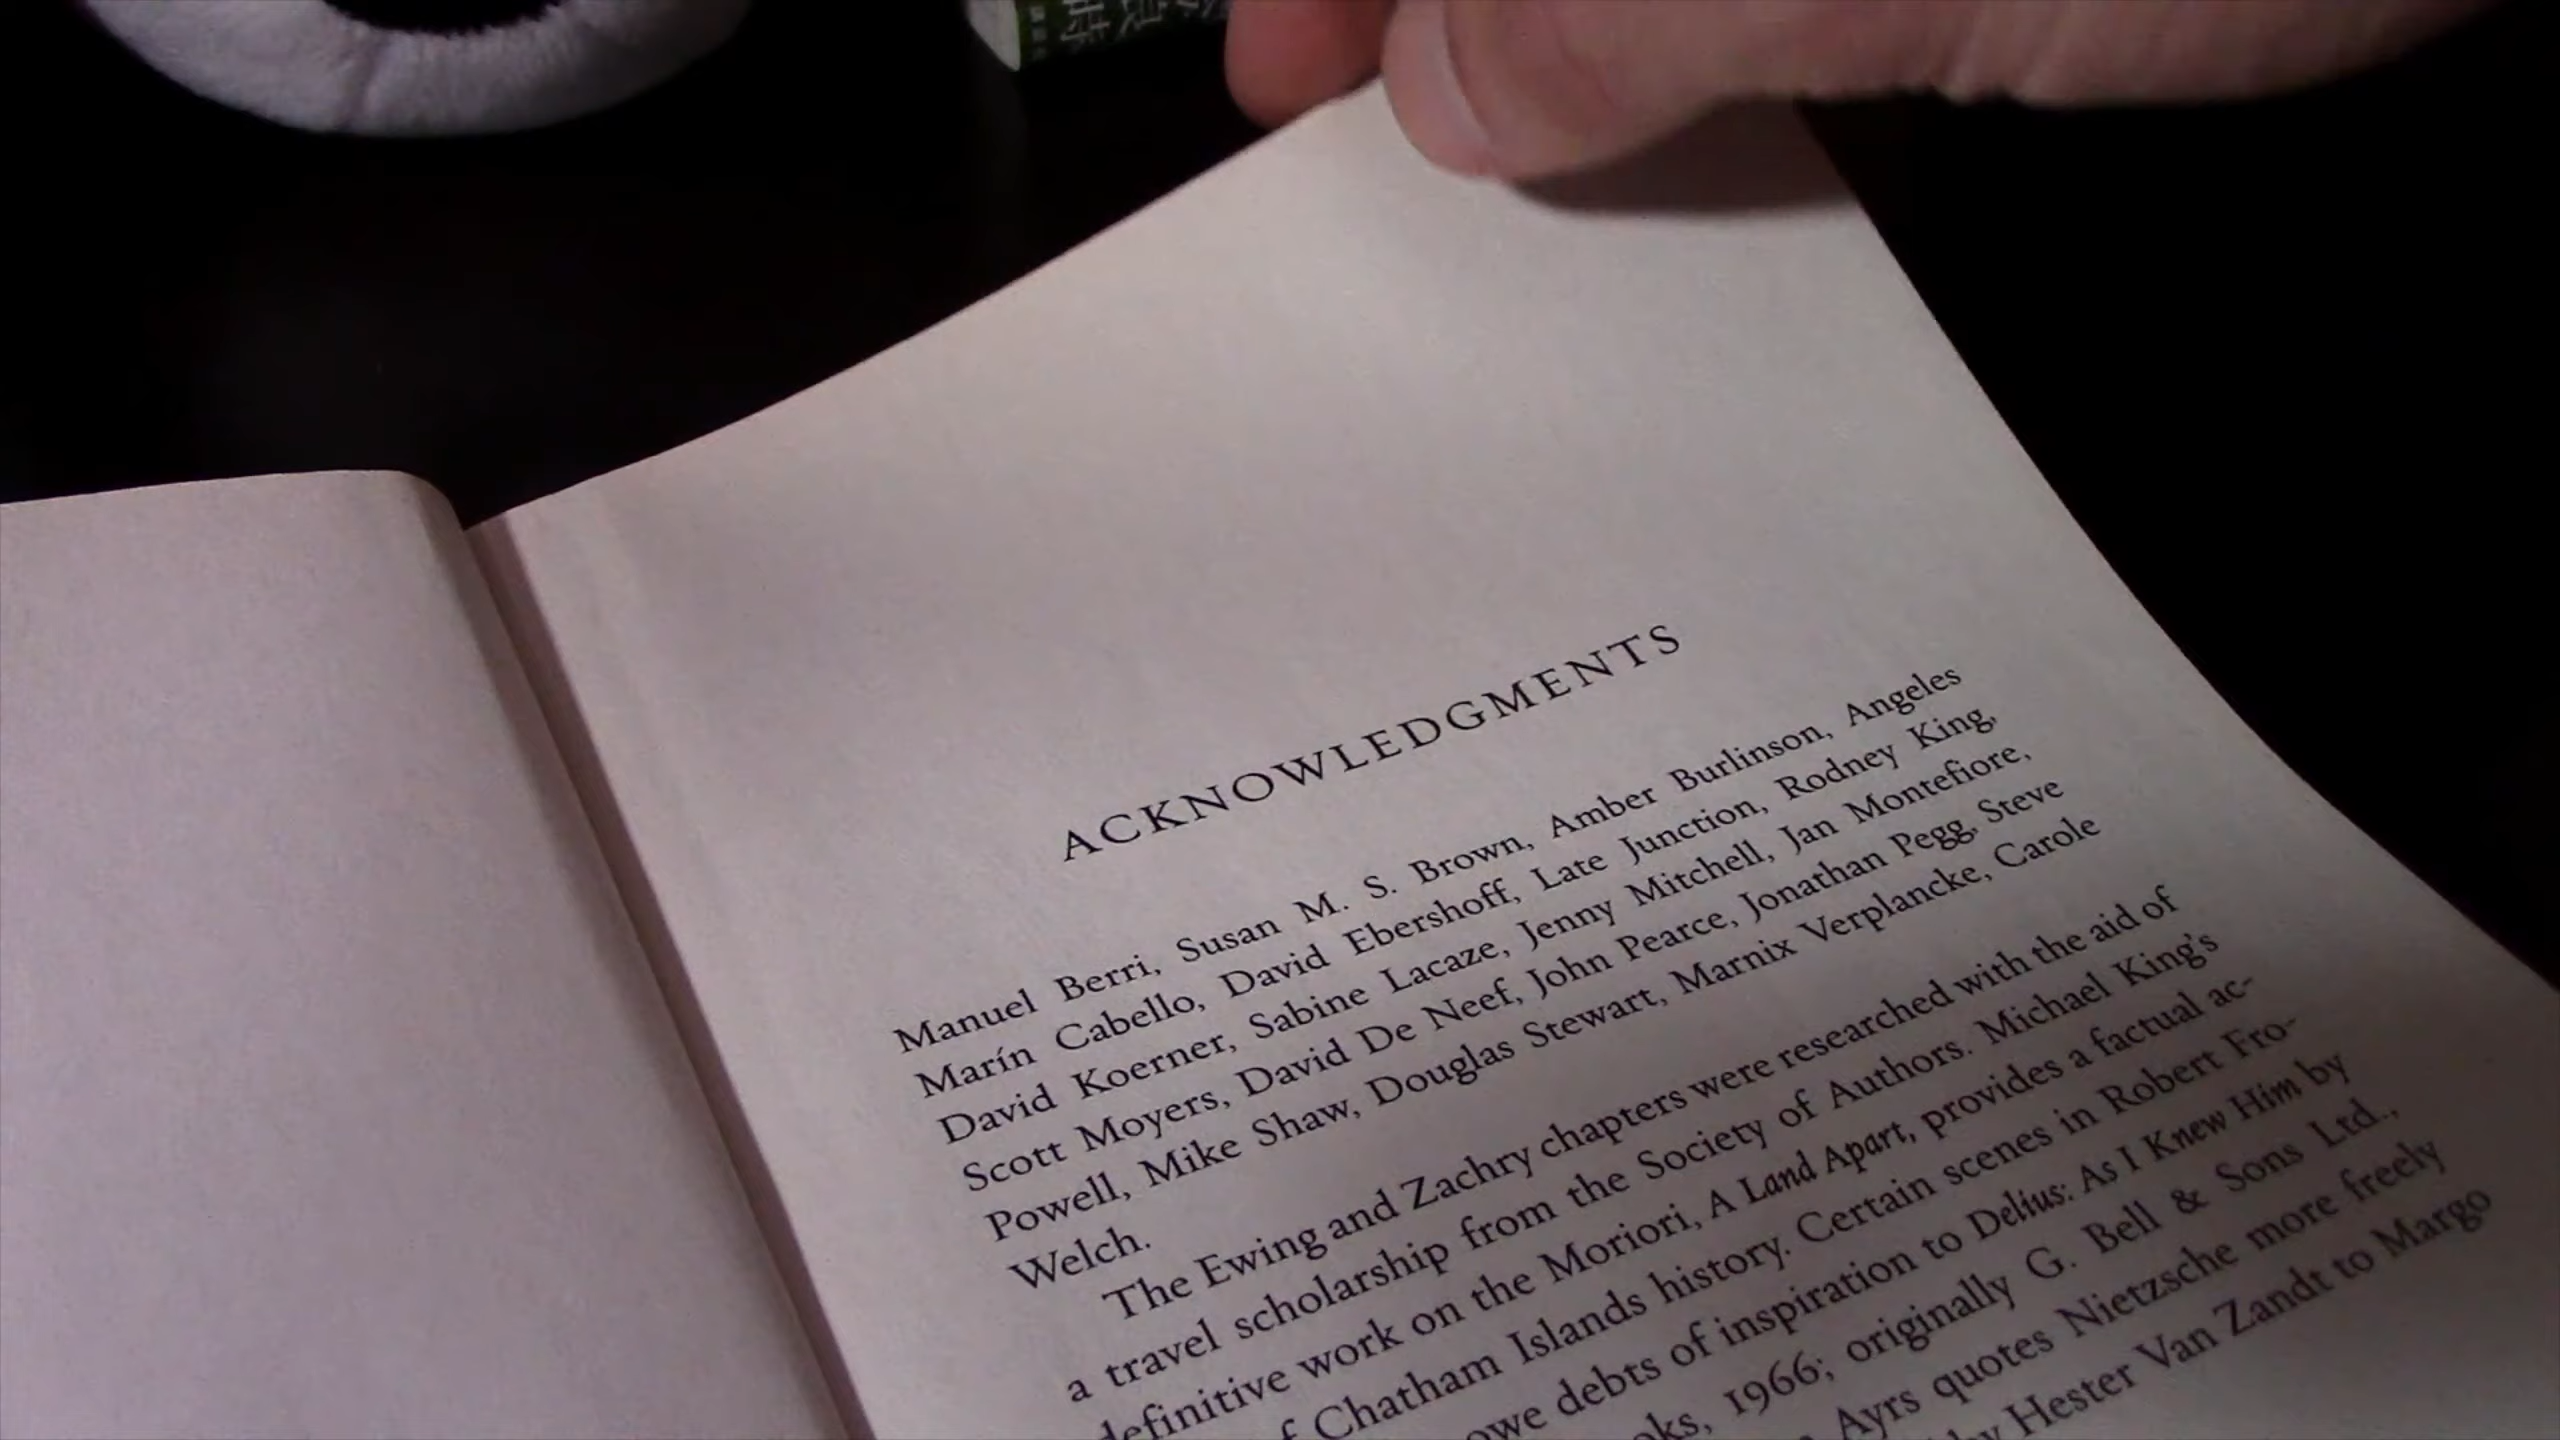 ACKNOWLEDGMENTS
Manuel Berri, Susan M. S. Brown, Amber Burlinson, Angeles
Marín Cabello, David Ebershoff, Late Junction, Rodney King,
David Koerner, Sabine Lacaze, Jenny Mitchell, Jan Montefiore,
Scott Moyers, David De Neef, John Pearce, Jonathan Pegg, Steve
Powell, Mike Shaw, Douglas Stewart, Marnix Verplancke, Carole
Welch.
The Ewing and Zachry chapters were researched with the aid of
a travel scholarship from the Society of Authors. Michael King's
definitive work on the Moriori, A Land Apart, provides a factual ac-
Chatham Islands history. Certain scenes in Robert Fro-
owe debts of inspiration to Delius: As I Knew Him by
1966; originally G. Bell & Sons Ltd.,
Ayrs quotes Nietzsche more freely
by Hester Van Zandt to Margo